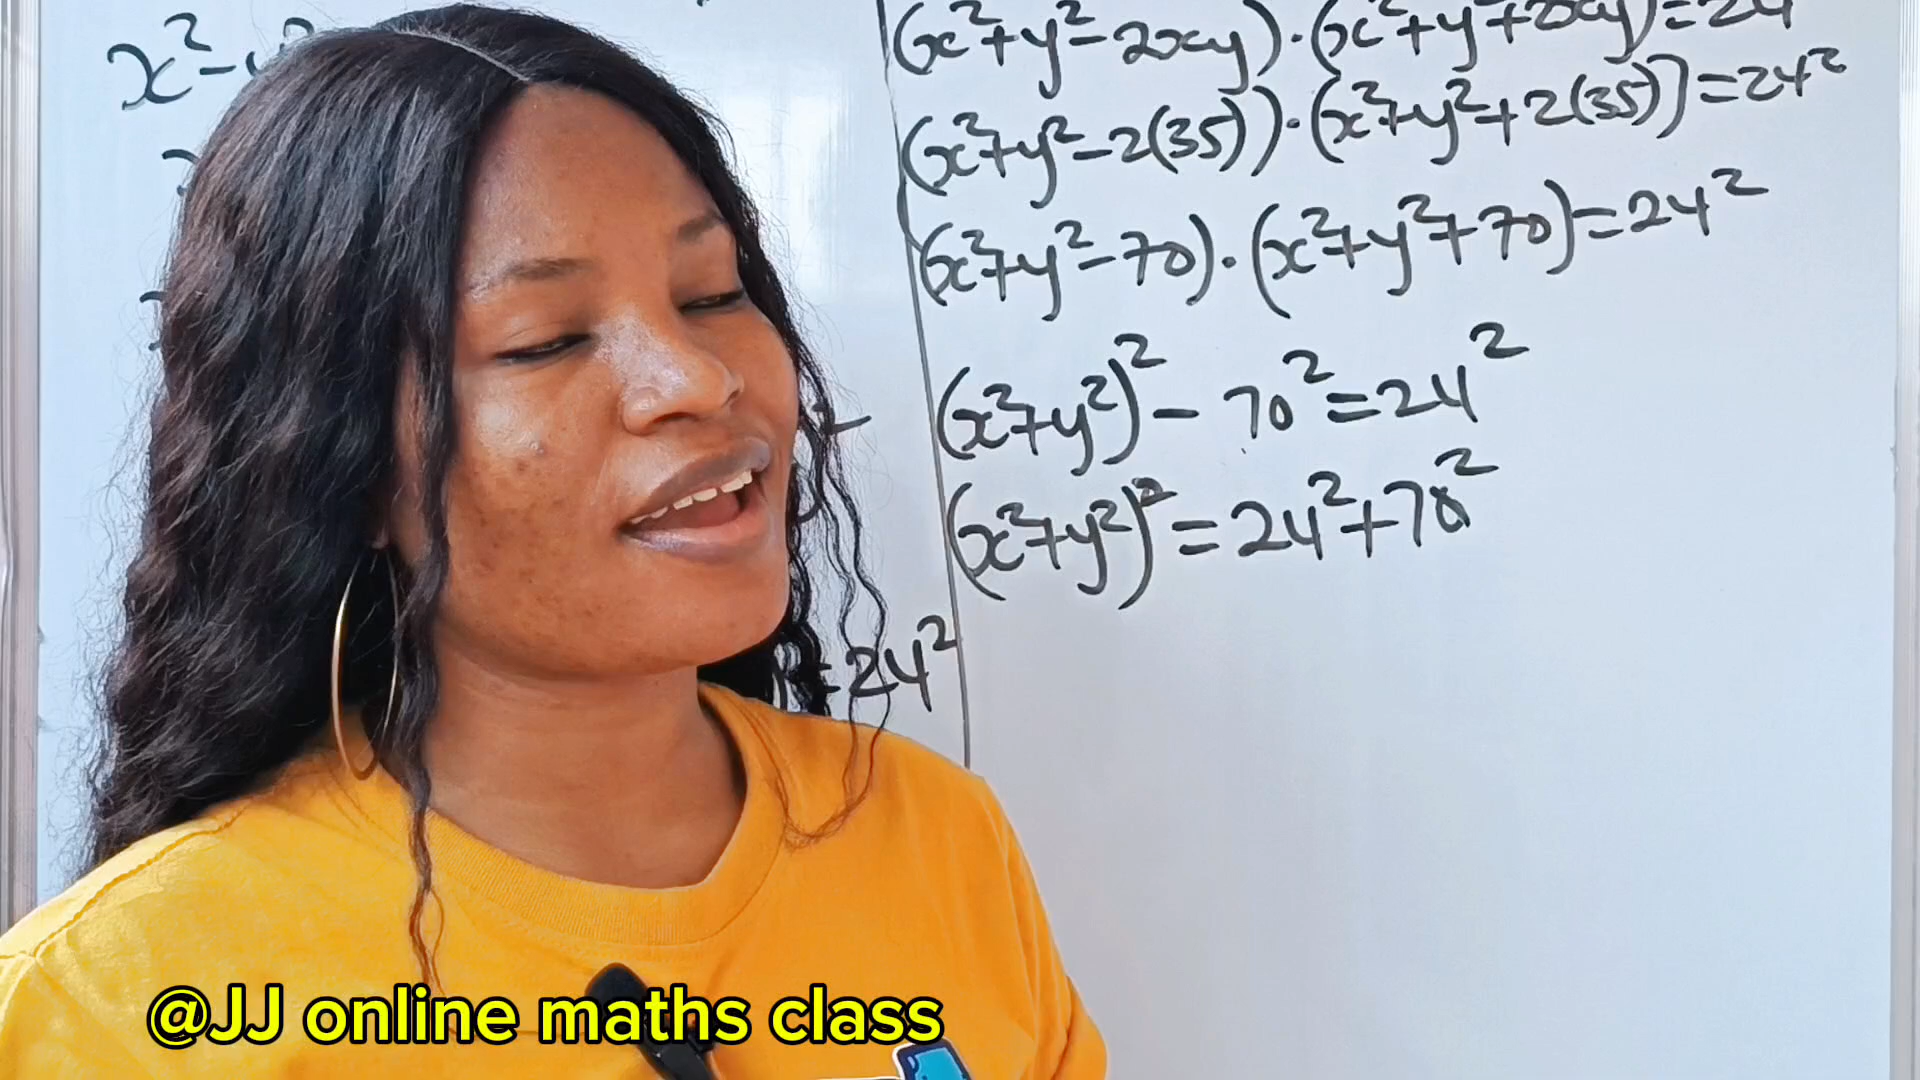 x²-
(x²+y²-2xy)·(x²+y²+2xy)=24
(x²+y²-2(35))·(x²+y²+2(35)]=24²
(x²+y²-70)·(x²+y²+70)=24²
(x²+y²)²-70²=24²
(x²+y²)²=24²+70²
=24²
@JJ online maths class